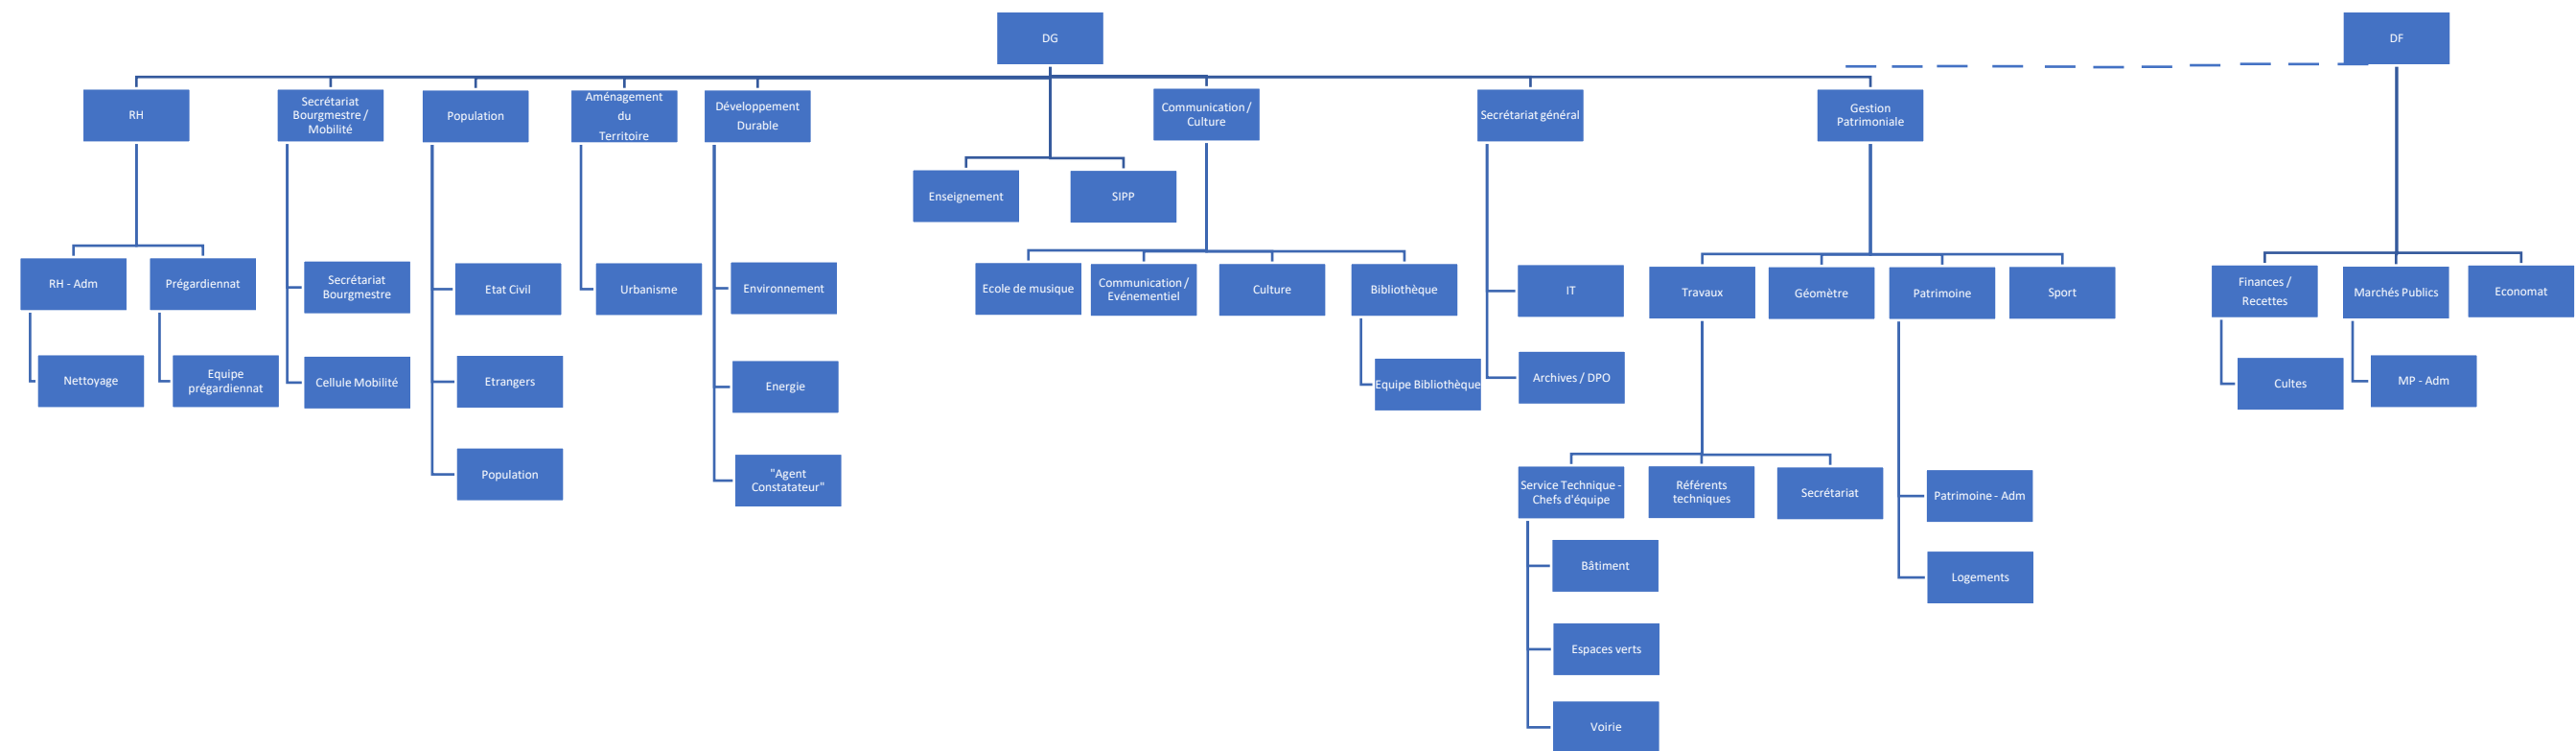 DG
DF
RH
Secrétariat
Bourgmestre /
Mobilité
Population
Aménagement
du
Territoire
Développement
Durable
Communication /
Culture
Secrétariat général
Gestion
Patrimoniale
Enseignement
SIPP
RH - Adm
Prégardiennat
Secrétariat
Bourgmestre
Etat Civil
Urbanisme
Environnement
Ecole de musique
Communication /
Evénementiel
Culture
Bibliothèque
IT
Travaux
Géomètre
Patrimoine
Sport
Finances /
Recettes
Marchés Publics
Economat
Nettoyage
Equipe
prégardiennat
Cellule Mobilité
Etrangers
Energie
Equipe Bibliothèque
Archives / DPO
Cultes
MP - Adm
Population
"Agent
Constatateur"
Service Technique -
Chefs d'équipe
Référents
techniques
Secrétariat
Patrimoine - Adm
Bâtiment
Logements
Espaces verts
Voirie